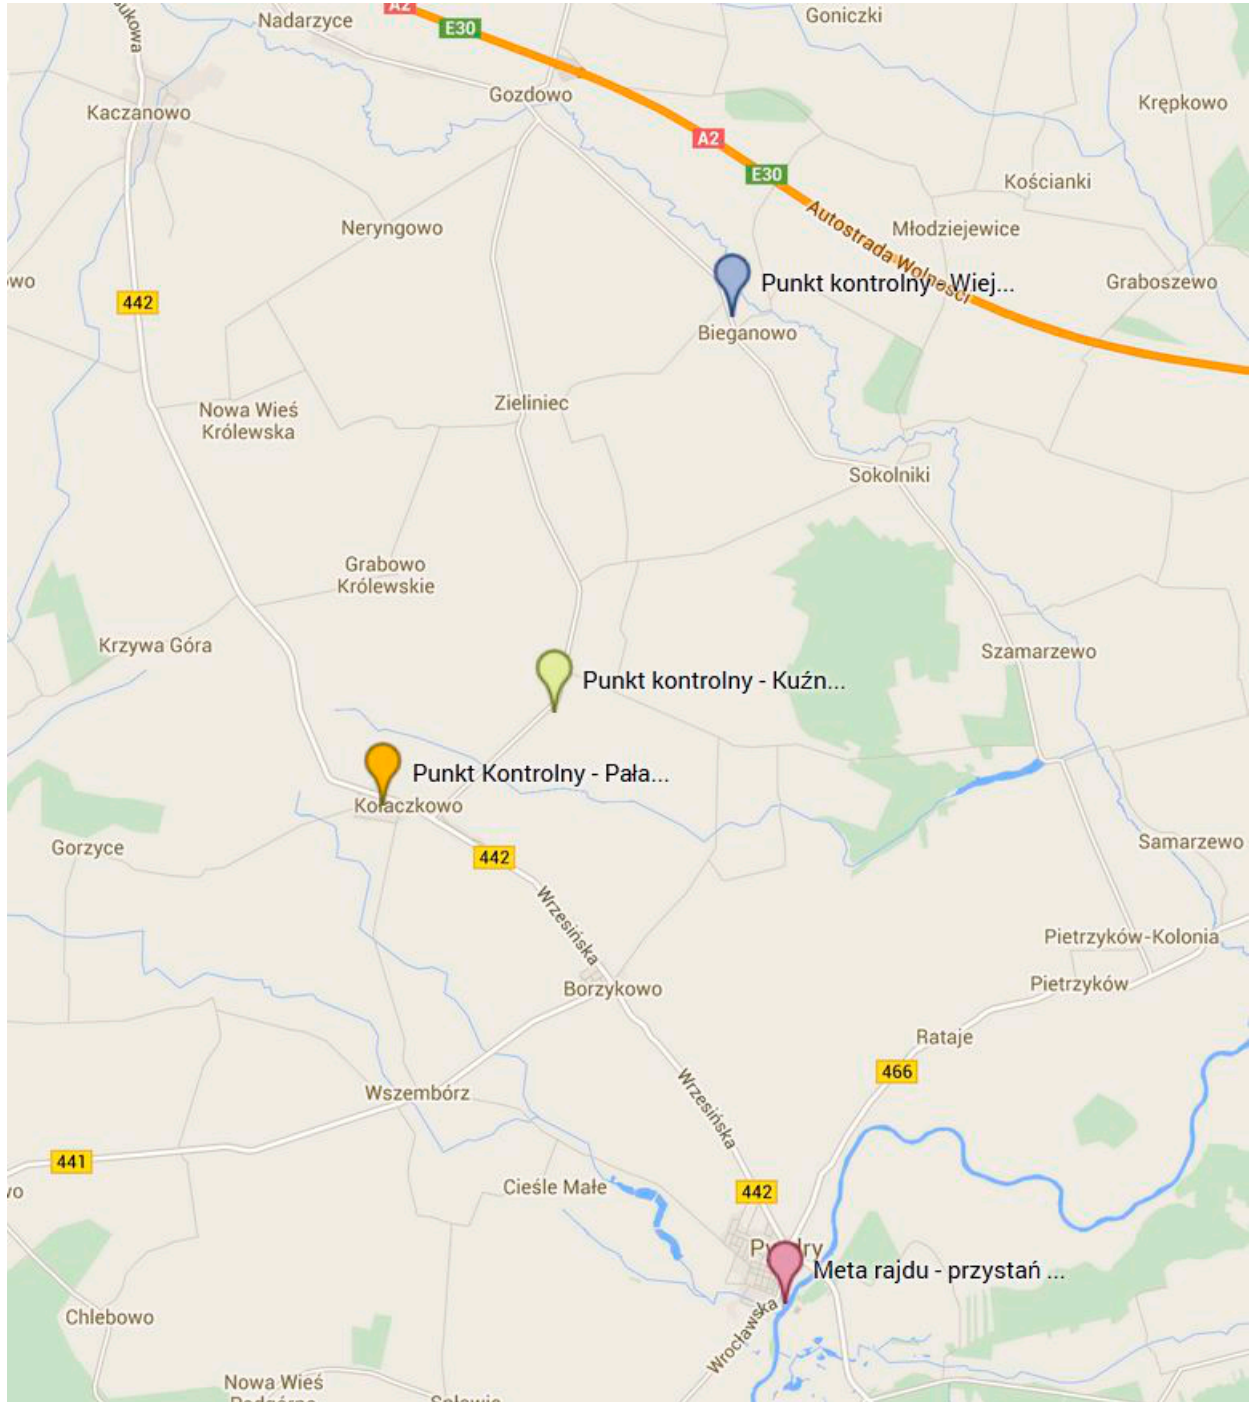 A2
Goniczki
Nadarzyce
E30
ukowa
Gozdowo
Krępkowo
Kaczanowo
A2
E30
Kościanki
Autostrada Wolności
Młodziejewice
Neryngowo
owo
Punkt kontrolny - Wiej...
Graboszewo
442
Bieganowo
Zieliniec
Nowa Wieś
Królewska
Sokolniki
Grabowo
Królewskie
Krzywa Góra
Szamarzewo
Punkt kontrolny - Kuźn...
Punkt Kontrolny - Pała...
Kołaczkowo
Gorzyce
Samarzewo
442
Wrzesińska
Pietrzyków-Kolonia
Borzykowo
Pietrzyków
Rataje
466
Wszembórz
Wrzesińska
441
vo
Cieśle Małe
442
Meta rajdu - przystań ...
Chlebowo
Wrocławska
Nowa Wieś